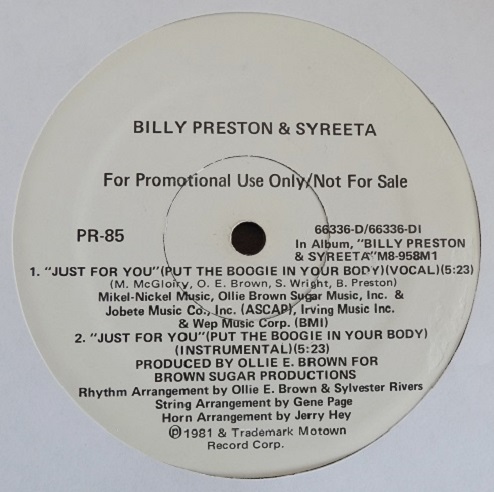 BILLY PRESTON & SYREETA
For Promotional Use Only/Not For Sale
PR-85
66336-D/66336-DI
In Album, "BILLY PRESTON
& SYREETA"M8-958M1
1. "JUST FOR YOU"(PUT THE BOOGIE IN YOUR BODY)(VOCAL)(5:23)
(M. McGloiry, O. E. Brown, S. Wright, B. Preston)
Mikel-Nickel Music, Ollie Brown Sugar Music, Inc. &
Jobete Music Co., Inc. (ASCAP), Irving Music Inc.
& Wep Music Corp. (BMI)
2. "JUST FOR YOU"(PUT THE BOOGIE IN YOUR BODY)
(INSTRUMENTAL)(5:23)
PRODUCED BY OLLIE E. BROWN FOR
BROWN SUGAR PRODUCTIONS
Rhythm Arrangement by Ollie E. Brown & Sylvester Rivers
String Arrangement by Gene Page
Horn Arrangement by Jerry Hey
℗1981 & Trademark Motown
Record Corp.